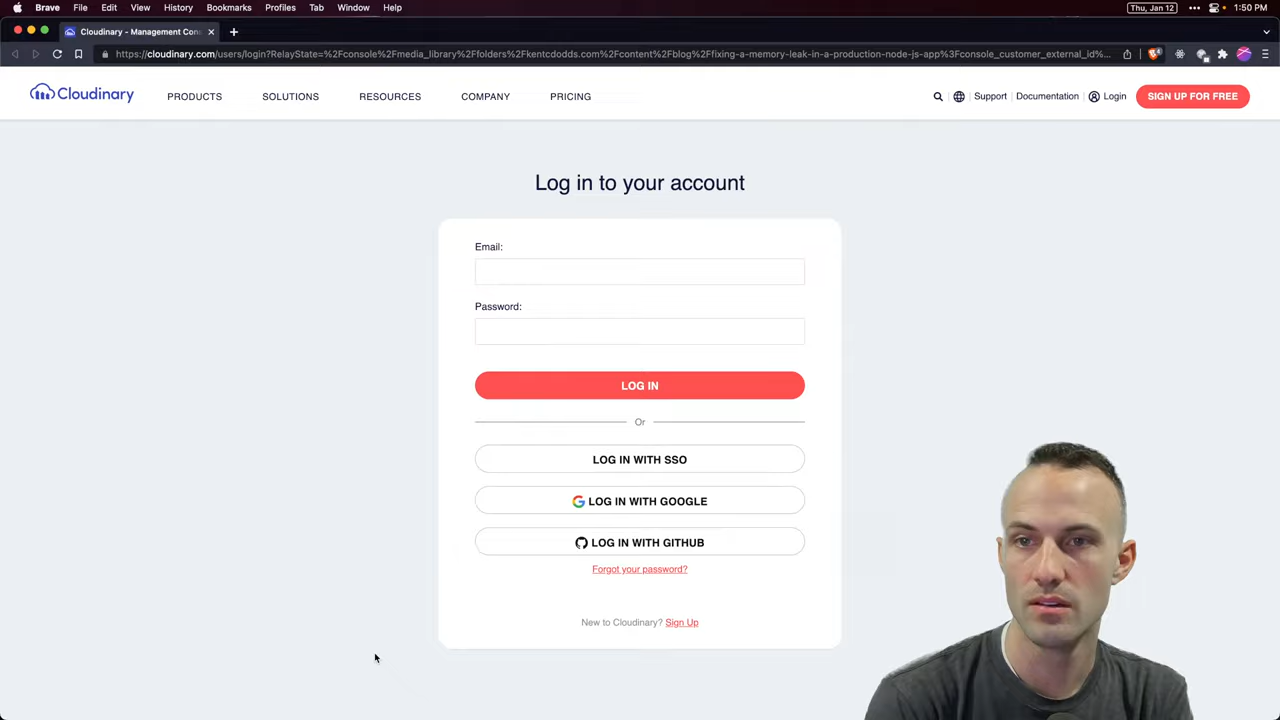 Brave File Edit View History Bookmarks Profiles Tab Window Help Thu, Jan 12 1:50 PM
Cloudinary - Management Con
https://cloudinary.com/users/login?RelayState=%2Fconsole%2Fmedia_library%2Ffolders%2Fkentcdodds.com%2Fcontent%2Fblog%2Ffixing-a-memory-leak-in-a-production-node-js-app%3Fconsole_customer_external_id%...
Cloudinary PRODUCTS SOLUTIONS RESOURCES COMPANY PRICING Support Documentation Login SIGN UP FOR FREE
Log in to your account
Email:
Password:
LOG IN
Or
LOG IN WITH SSO
LOG IN WITH GOOGLE
LOG IN WITH GITHUB
Forgot your password?
New to Cloudinary? Sign Up